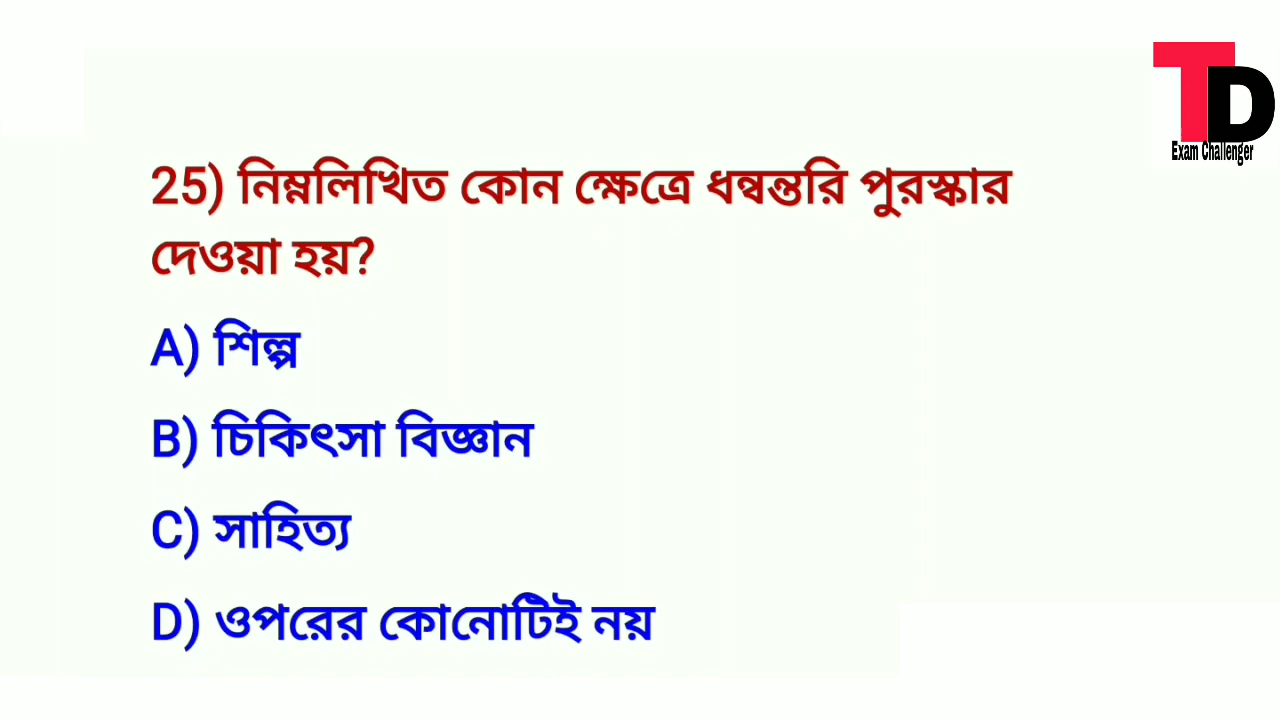 TD
Exam Challenger
25) নিম্নলিখিত কোন ক্ষেত্রে ধন্বন্তরি পুরস্কার
দেওয়া হয়?
A) শিল্প
B) চিকিৎসা বিজ্ঞান
C) সাহিত্য
D) ওপরের কোনোটিই নয়